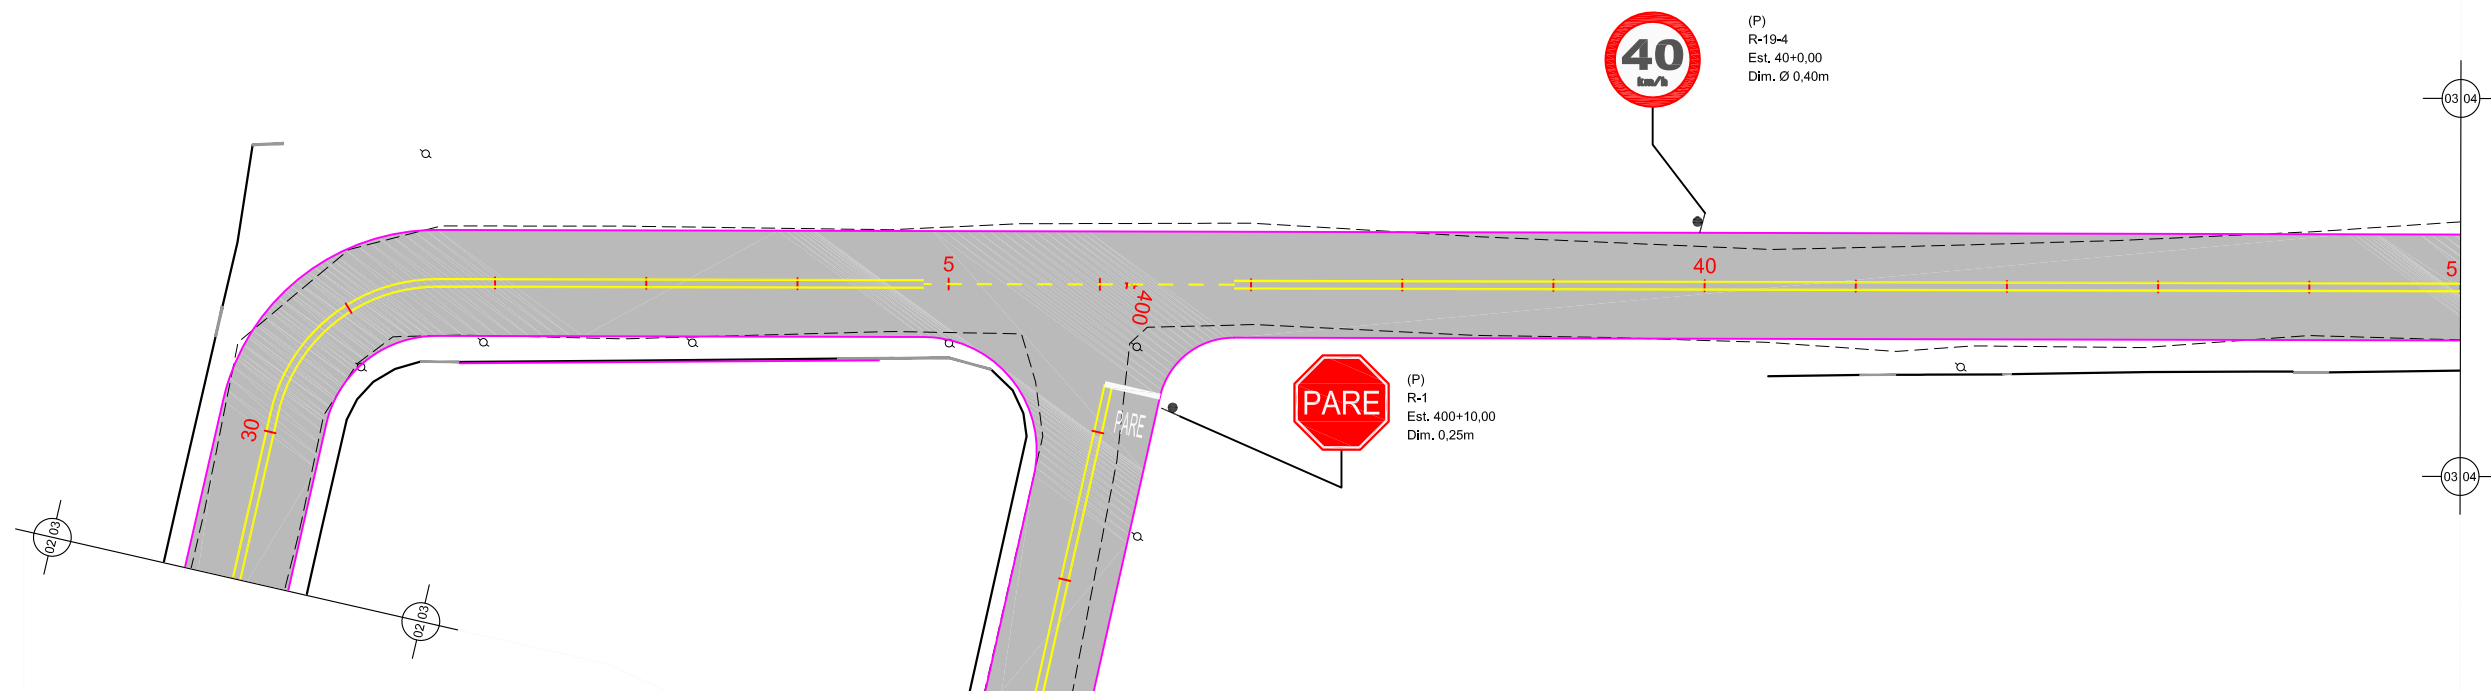 40
km/h
(P)
R-19-4
Est. 40+0,00
Dim. Ø 0,40m
03 04
5
40
5
400
30
PARE
PARE
(P)
R-1
Est. 400+10,00
Dim. 0,25m
03 04
02 03
02 03